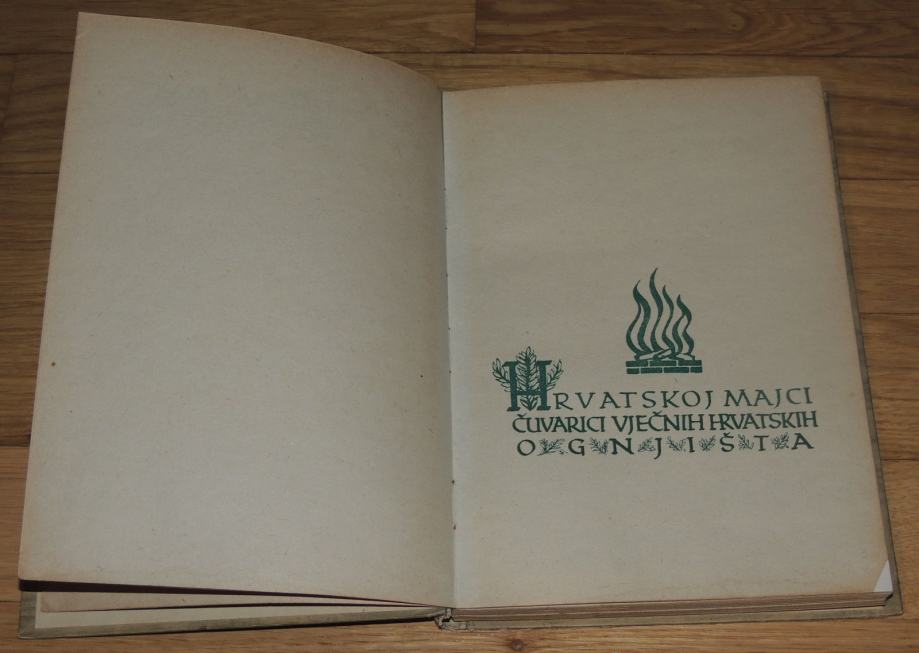 HRVATSKOJ MAJCI
ČUVARICI VJEČNIH HRVATSKIH
OGNJIŠTA